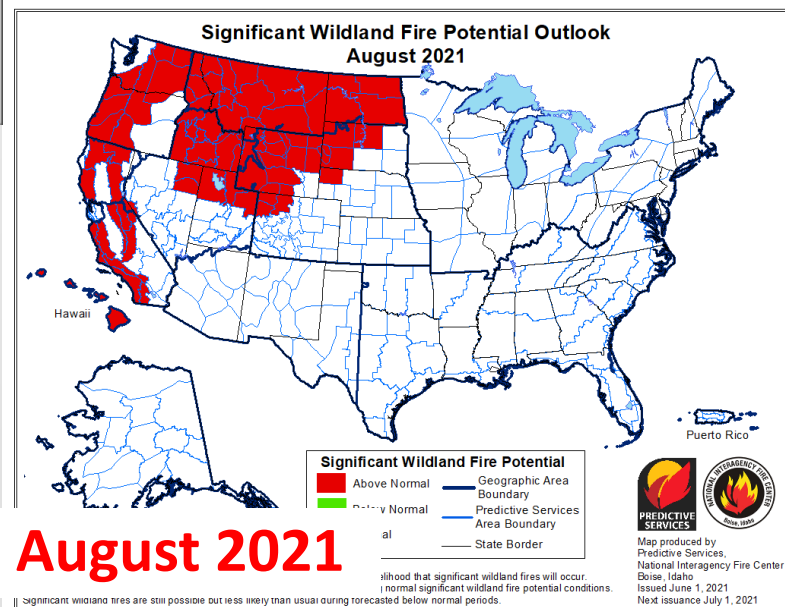 Significant Wildland Fire Potential Outlook
August 2021
Hawaii
Puerto Rico
Significant Wildland Fire Potential
Above Normal
Normal
Geographic Area
Boundary
Predictive Services
Area Boundary
State Border
PREDICTIVE
SERVICES
NATIONAL INTERAGENCY FIRE CENTER
Boise, Idaho
Map produced by
Predictive Services,
National Interagency Fire Center
Boise, Idaho
Issued June 1, 2021
Next issuance July 1, 2021
August 2021
that significant wildland fires will occur.
normal significant wildland fire potential conditions.
Significant wildland fires are still possible but less likely than usual during forecasted below normal periods.